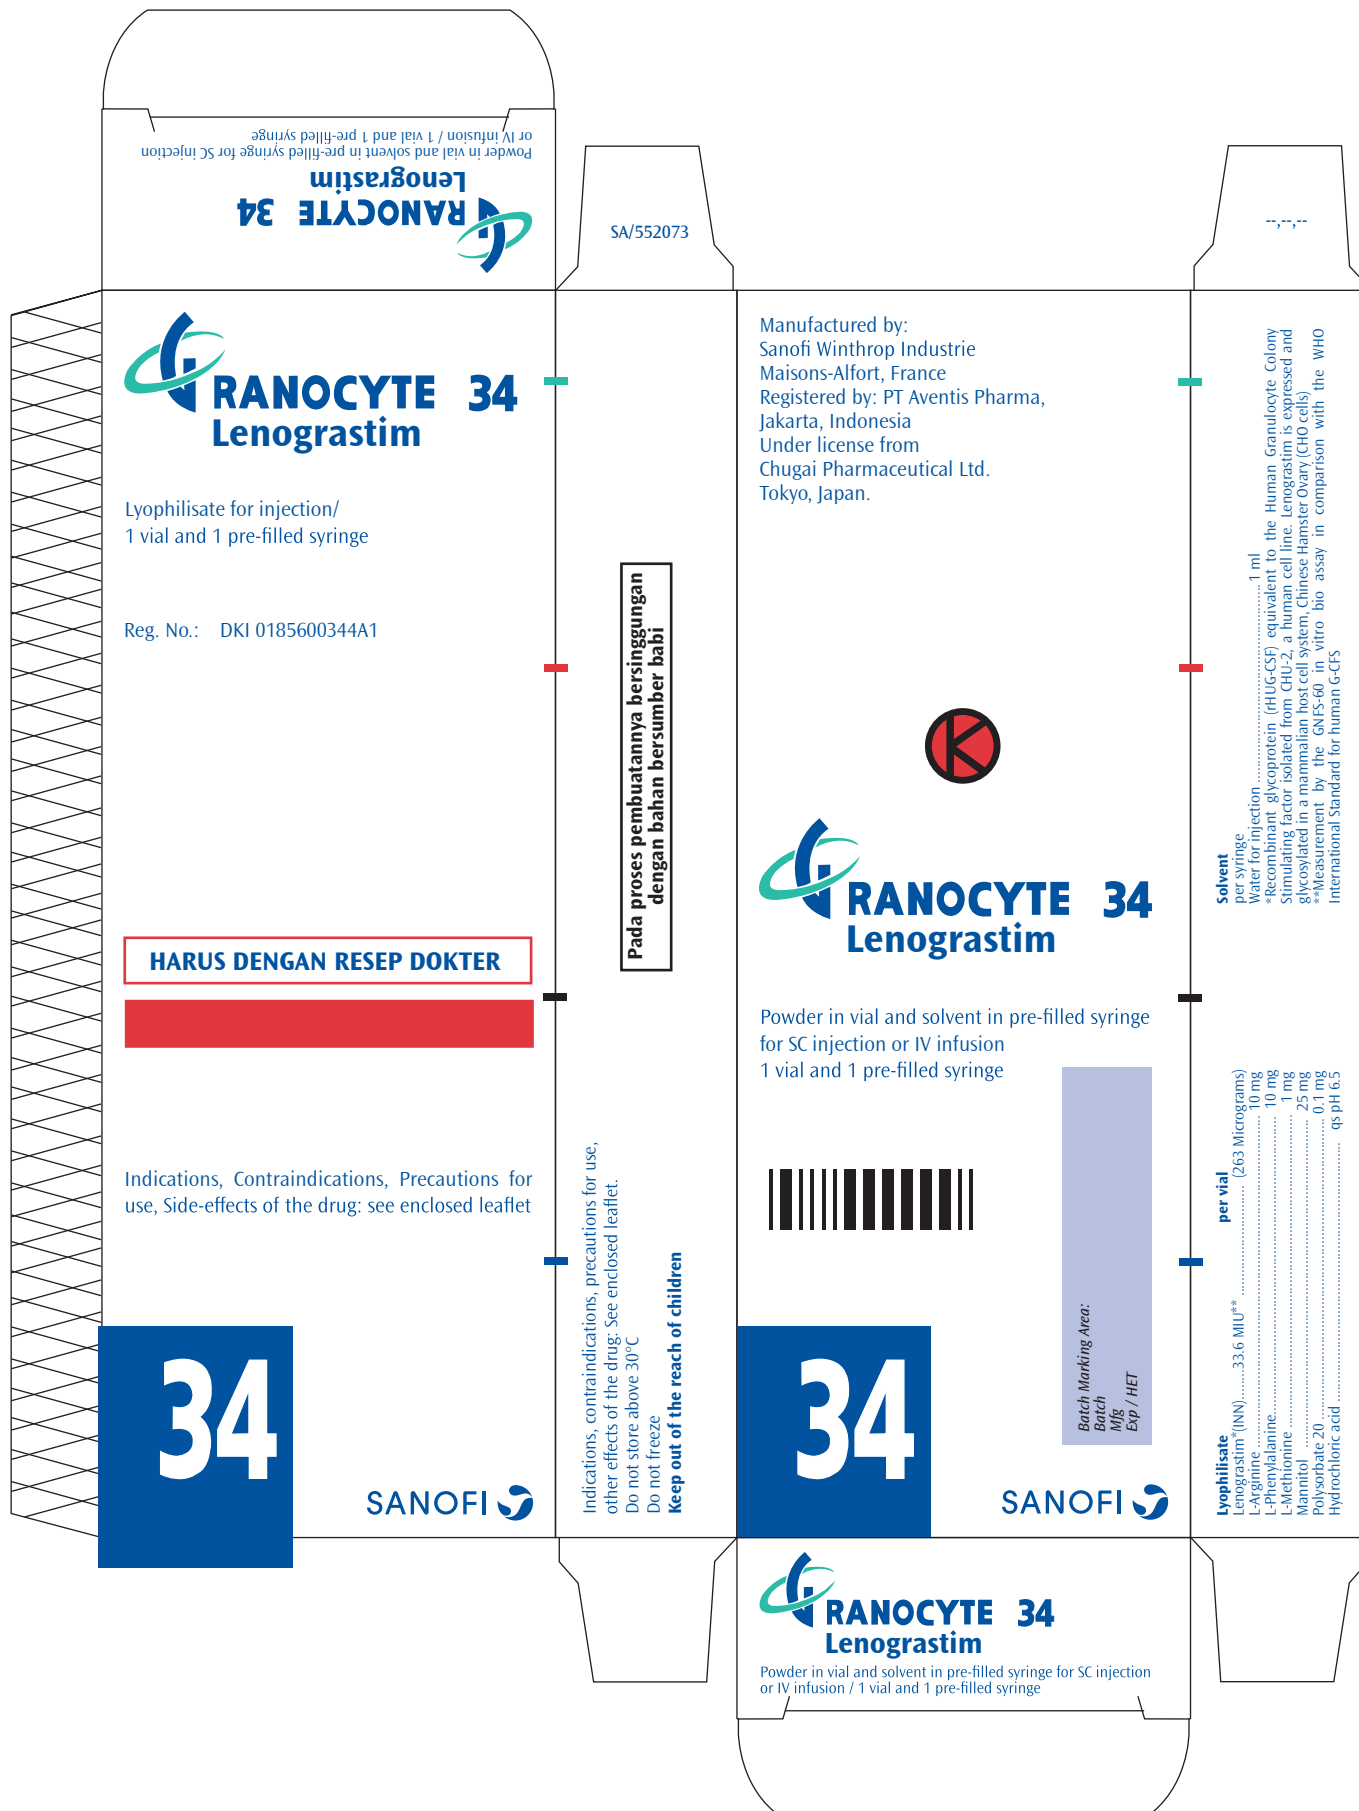 Powder in vial and solvent in pre-filled syringe for SC injection
or IV infusion / 1 vial and 1 pre-filled syringe
GRANOCYTE 34
Lenograstim
SA/552073
--,--,--
GRANOCYTE 34
Lenograstim
Lyophilisate for injection/
1 vial and 1 pre-filled syringe
Reg. No.: DKI 0185600344A1
HARUS DENGAN RESEP DOKTER
Indications, Contraindications, Precautions for
use, Side-effects of the drug: see enclosed leaflet
34
SANOFI
Pada proses pembuatannya bersinggungan
dengan bahan bersumber babi
Indications, contraindications, precautions for use,
other effects of the drug: See enclosed leaflet.
Do not store above 30°C
Do not freeze
Keep out of the reach of children
Manufactured by:
Sanofi Winthrop Industrie
Maisons-Alfort, France
Registered by: PT Aventis Pharma,
Jakarta, Indonesia
Under license from
Chugai Pharmaceutical Ltd.
Tokyo, Japan.
K
GRANOCYTE 34
Lenograstim
Powder in vial and solvent in pre-filled syringe
for SC injection or IV infusion
1 vial and 1 pre-filled syringe
Batch Marking Area:
Batch
Mfg
Exp / HET
34
SANOFI
GRANOCYTE 34
Lenograstim
Powder in vial and solvent in pre-filled syringe for SC injection
or IV infusion / 1 vial and 1 pre-filled syringe
Lyophilisate per vial
Lenograstim*(INN).......33.6 MIU** ........................ (263 Micrograms)
L-Arginine ........................ 10 mg
L-Phenylalanine........................ 10 mg
L-Methionine ........................ 1 mg
Mannitol ........................ 25 mg
Polysorbate 20 ........................ 0.1 mg
Hydrochloric acid ........................ qs pH 6.5
Solvent
per syringe
Water for injection ........................ 1 ml
*Recombinant glycoprotein (rHUG-CSF) equivalent to the Human Granulocyte Colony
Stimulating factor isolated from CHU-2, a human cell line. Lenograstim is expressed and
glycosylated in a mammalian host cell system, Chinese Hamster Ovary (CHO cells)
**Measurement by the GNFS-60 in vitro bio assay in comparison with the WHO
International Standard for human G-CFS